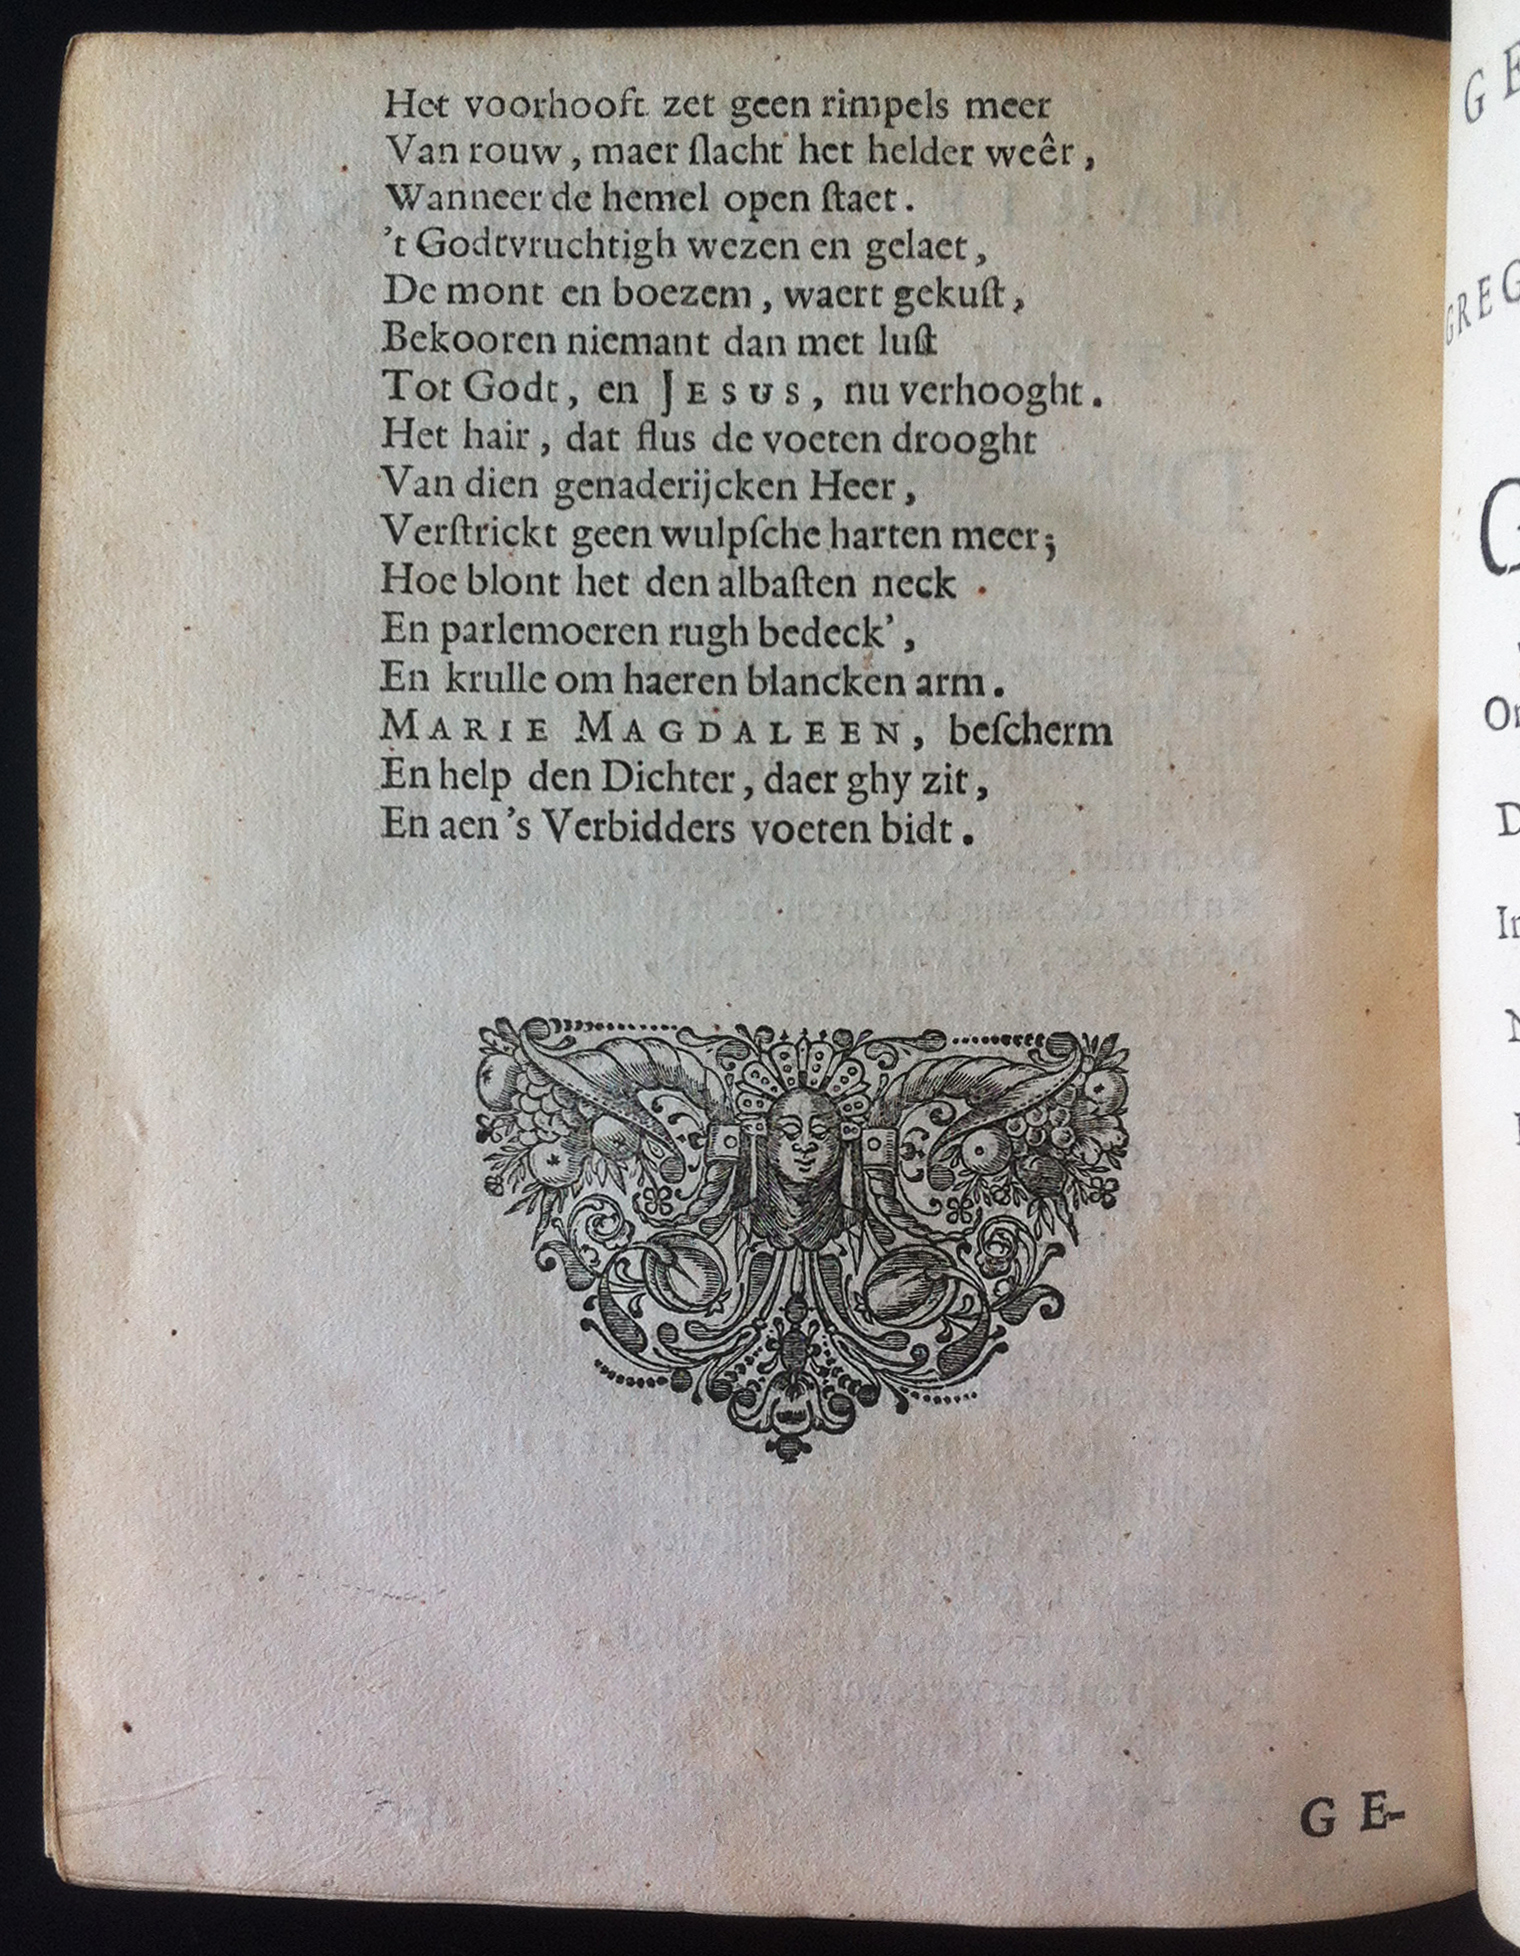 Het voorhooft zet geen rimpels meer
Van rouw, maer ſlacht het helder weêr,
Wanneer de hemel open ſtaet.
’t Godtvruchtigh wezen en gelaet,
De mont en boezem, waert gekuſt,
Bekooren niemant dan met luſt
Tot Godt, en JESUS, nu verhooght.
Het hair, dat flus de voeten drooght
Van dien genaderijcken Heer,
Verſtrickt geen wulpſche harten meer;
Hoe blont het den albaſten neck
En parlemoeren rugh bedeck’,
En krulle om haeren blancken arm.
MARIE MAGDALEEN, beſcherm
En help den Dichter, daer ghy zit,
En aen ’s Verbidders voeten bidt.
GE-